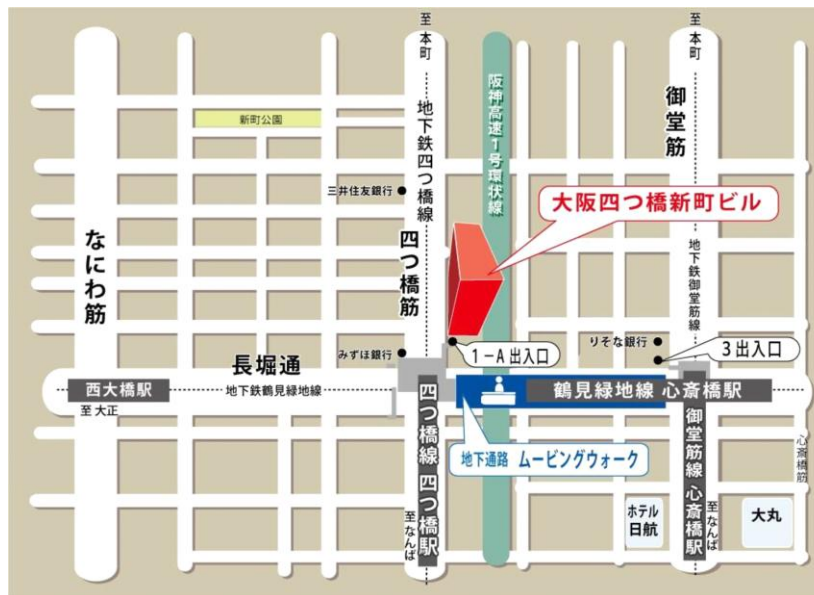 至 本町
至 本町
阪神高速1号環状線
御堂筋
新町公園
地下鉄四つ橋線
三井住友銀行
大阪四つ橋新町ビル
なにわ筋
四つ橋筋
地下鉄御堂筋線
みずほ銀行
1-A出入口
りそな銀行
3出入口
長堀通
西大橋駅
地下鉄鶴見緑地線
鶴見緑地線 心斎橋駅
至 大正
四つ橋線 四つ橋駅
地下通路 ムービングウォーク
御堂筋線 心斎橋駅
心斎橋筋
ホテル
日航
大丸
至なんば
至なんば